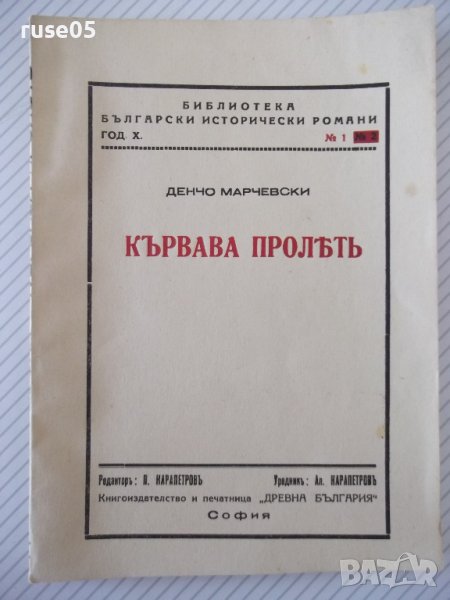 ruse05
БИБЛИОТЕКА
БЪЛГАРСКИ ИСТОРИЧЕСКИ РОМАНИ
ГОД. X. № 1 № 2
ДЕНЧО МАРЧЕВСКИ
КЪРВАВА ПРОЛѢТЬ
Редакторъ: П. КАРАПЕТРОВЪ Уредникъ: Ал. КАРАПЕТРОВЪ
Книгоиздателство и печатница „ДРЕВНА БЪЛГАРИЯ“
София
BAZAR